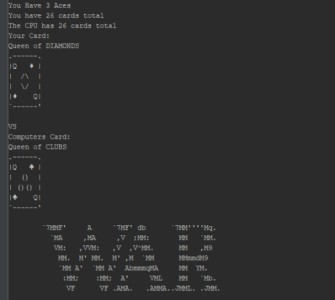 You Have 3 Aces
You have 26 cards total
The CPU has 26 cards total
Your Card:
Queen of DIAMONDS
.------.
|Q ♦ |
| /\ |
| \/ |
|♦ Q|
`------'
VS
Computers Card:
Queen of CLUBS
.------.
|Q ♣ |
| () |
| ()() |
|♣ Q|
`------'
`7MMF' A `7MF' db `7MM''''Mq.
`MA ,MA ,V ;MM: MM `MM.
VM: ,VVM: ,V ,V^MM. MM ,M9
MM. M' MM. M' ,M `MM MMmmdM9
`MM A' `MM A' AbmmmqMA MM YM.
:MM; :MM; A' VML MM `Mb.
VF VF .AMA. .AMMA..JMML. .JMM.